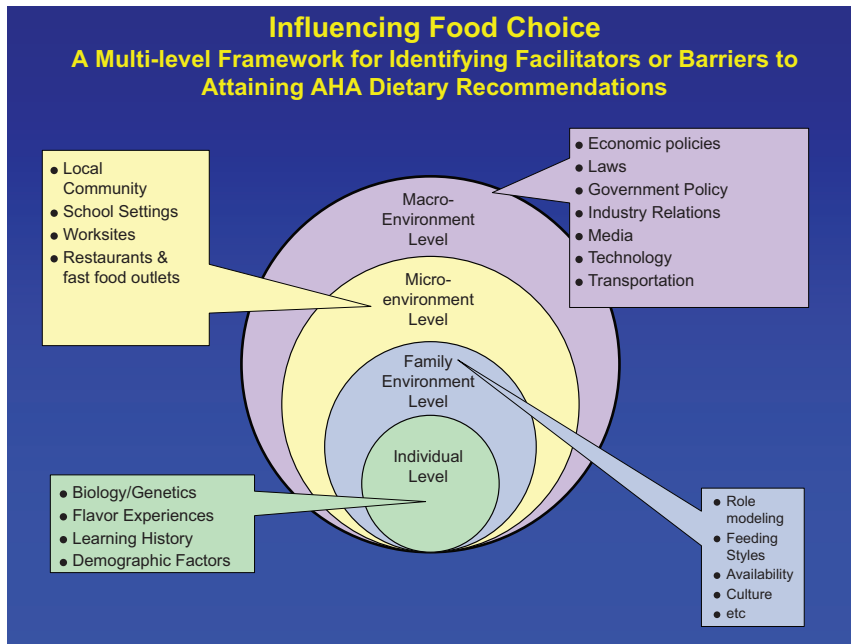 Influencing Food Choice
A Multi-level Framework for Identifying Facilitators or Barriers to
Attaining AHA Dietary Recommendations
● Local
Community
● School Settings
● Worksites
● Restaurants &
fast food outlets
● Economic policies
● Laws
● Government Policy
● Industry Relations
● Media
● Technology
● Transportation
Macro-
Environment
Level
Micro-
environment
Level
Family
Environment
Level
Individual
Level
● Biology/Genetics
● Flavor Experiences
● Learning History
● Demographic Factors
● Role
modeling
● Feeding
Styles
● Availability
● Culture
● etc